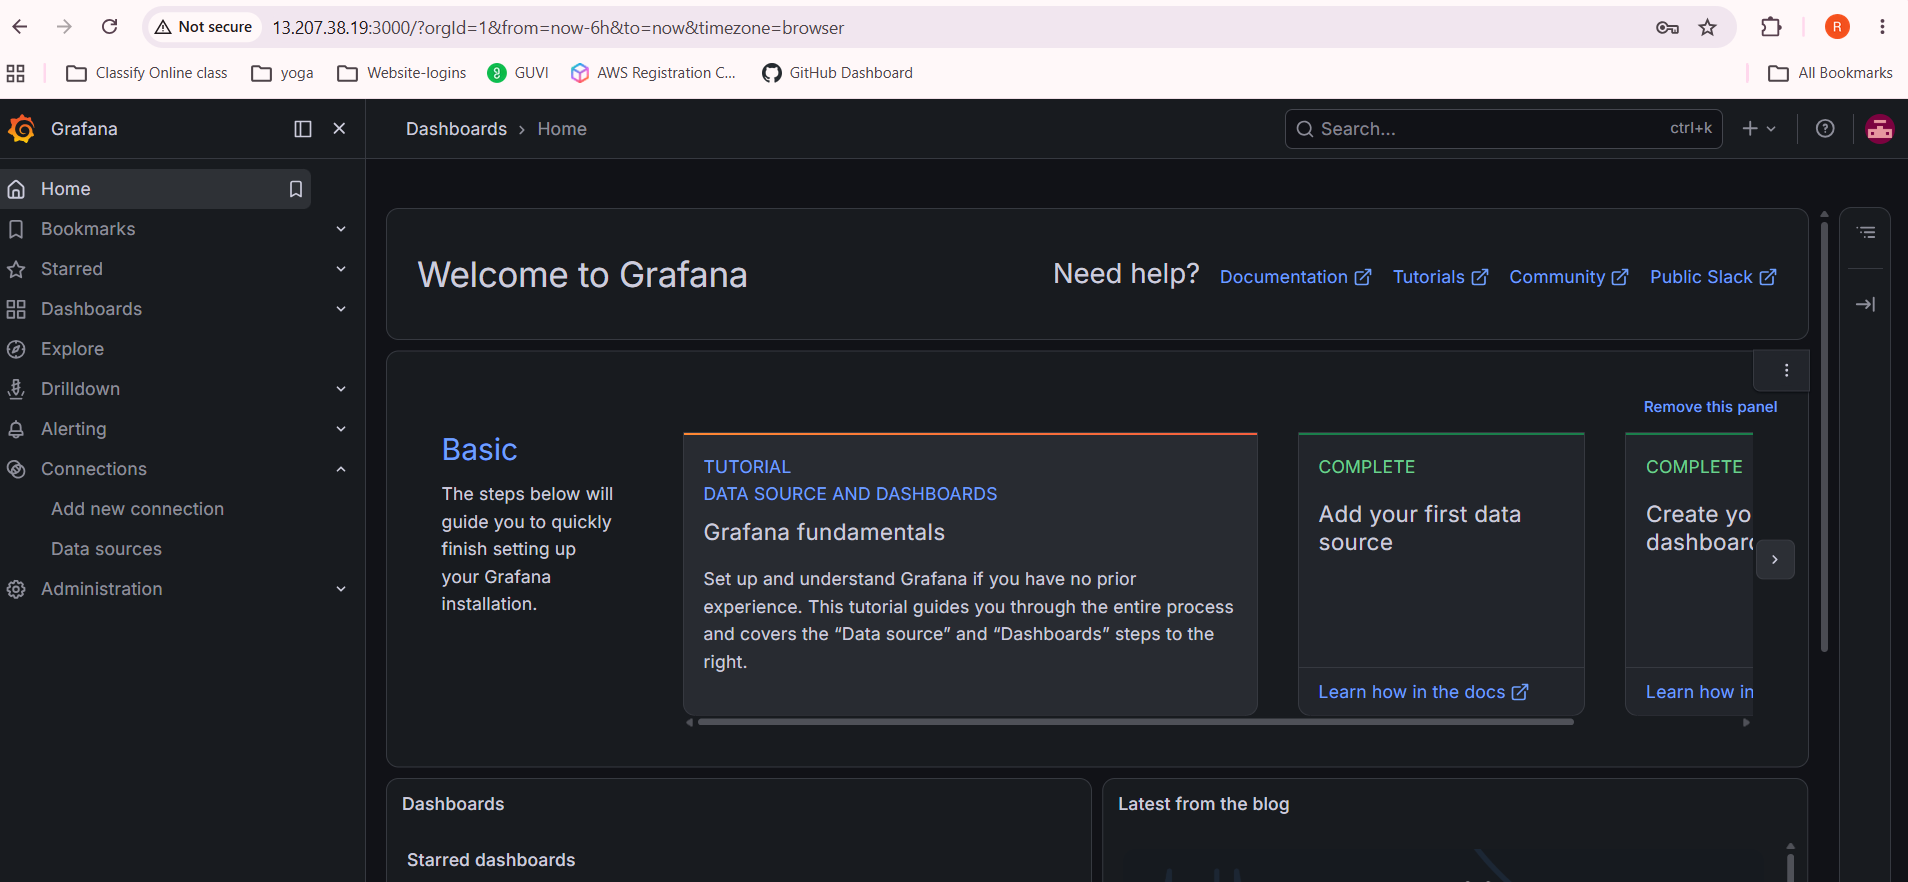 Not secure
13.207.38.19:3000/?orgId=1&from=now-6h&to=now&timezone=browser
R
Classify Online class
yoga
Website-logins
GUVI
AWS Registration C...
GitHub Dashboard
All Bookmarks
Grafana
Dashboards › Home
Search...
ctrl+k
Home
Bookmarks
Starred
Dashboards
Explore
Drilldown
Alerting
Connections
Add new connection
Data sources
Administration
Welcome to Grafana
Need help?
Documentation
Tutorials
Community
Public Slack
Remove this panel
Basic
The steps below will
guide you to quickly
finish setting up
your Grafana
installation.
TUTORIAL
DATA SOURCE AND DASHBOARDS
Grafana fundamentals
Set up and understand Grafana if you have no prior
experience. This tutorial guides you through the entire process
and covers the “Data source” and “Dashboards” steps to the
right.
COMPLETE
Add your first data
source
Learn how in the docs
COMPLETE
Create yo
dashboard
Learn how in
Dashboards
Starred dashboards
Latest from the blog